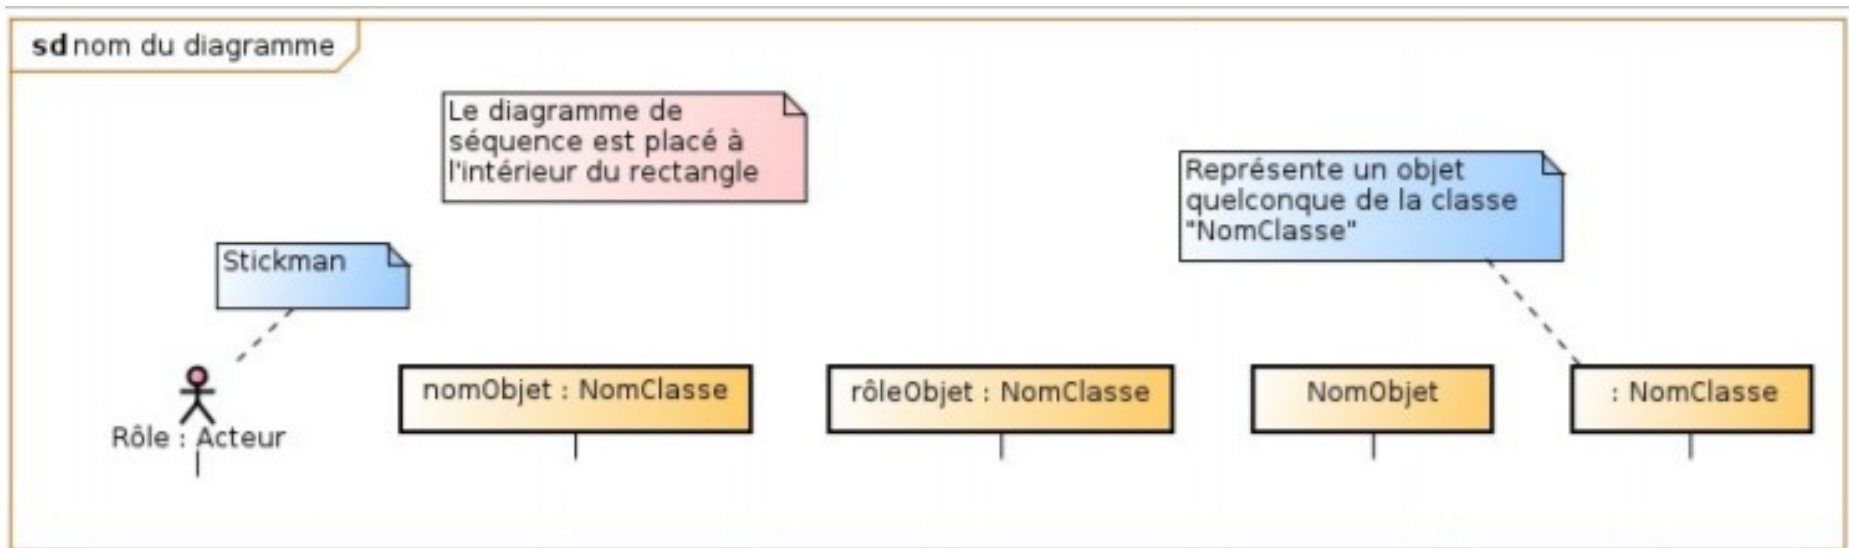 sd nom du diagramme
Le diagramme de
séquence est placé à
l'intérieur du rectangle
Représente un objet
quelconque de la classe
"NomClasse"
Stickman
Rôle : Acteur
nomObjet : NomClasse
rôleObjet : NomClasse
NomObjet
: NomClasse